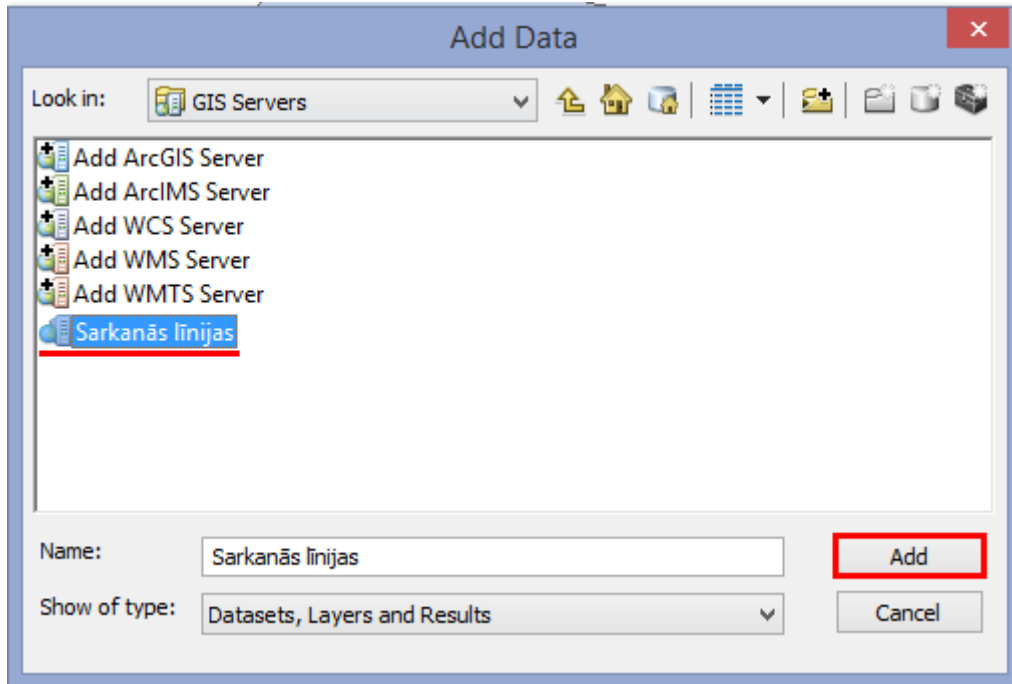 Add Data
Look in: GIS Servers
Add ArcGIS Server
Add ArcIMS Server
Add WCS Server
Add WMS Server
Add WMTS Server
Sarkanās līnijas
Name: Sarkanās līnijas Add
Show of type: Datasets, Layers and Results Cancel